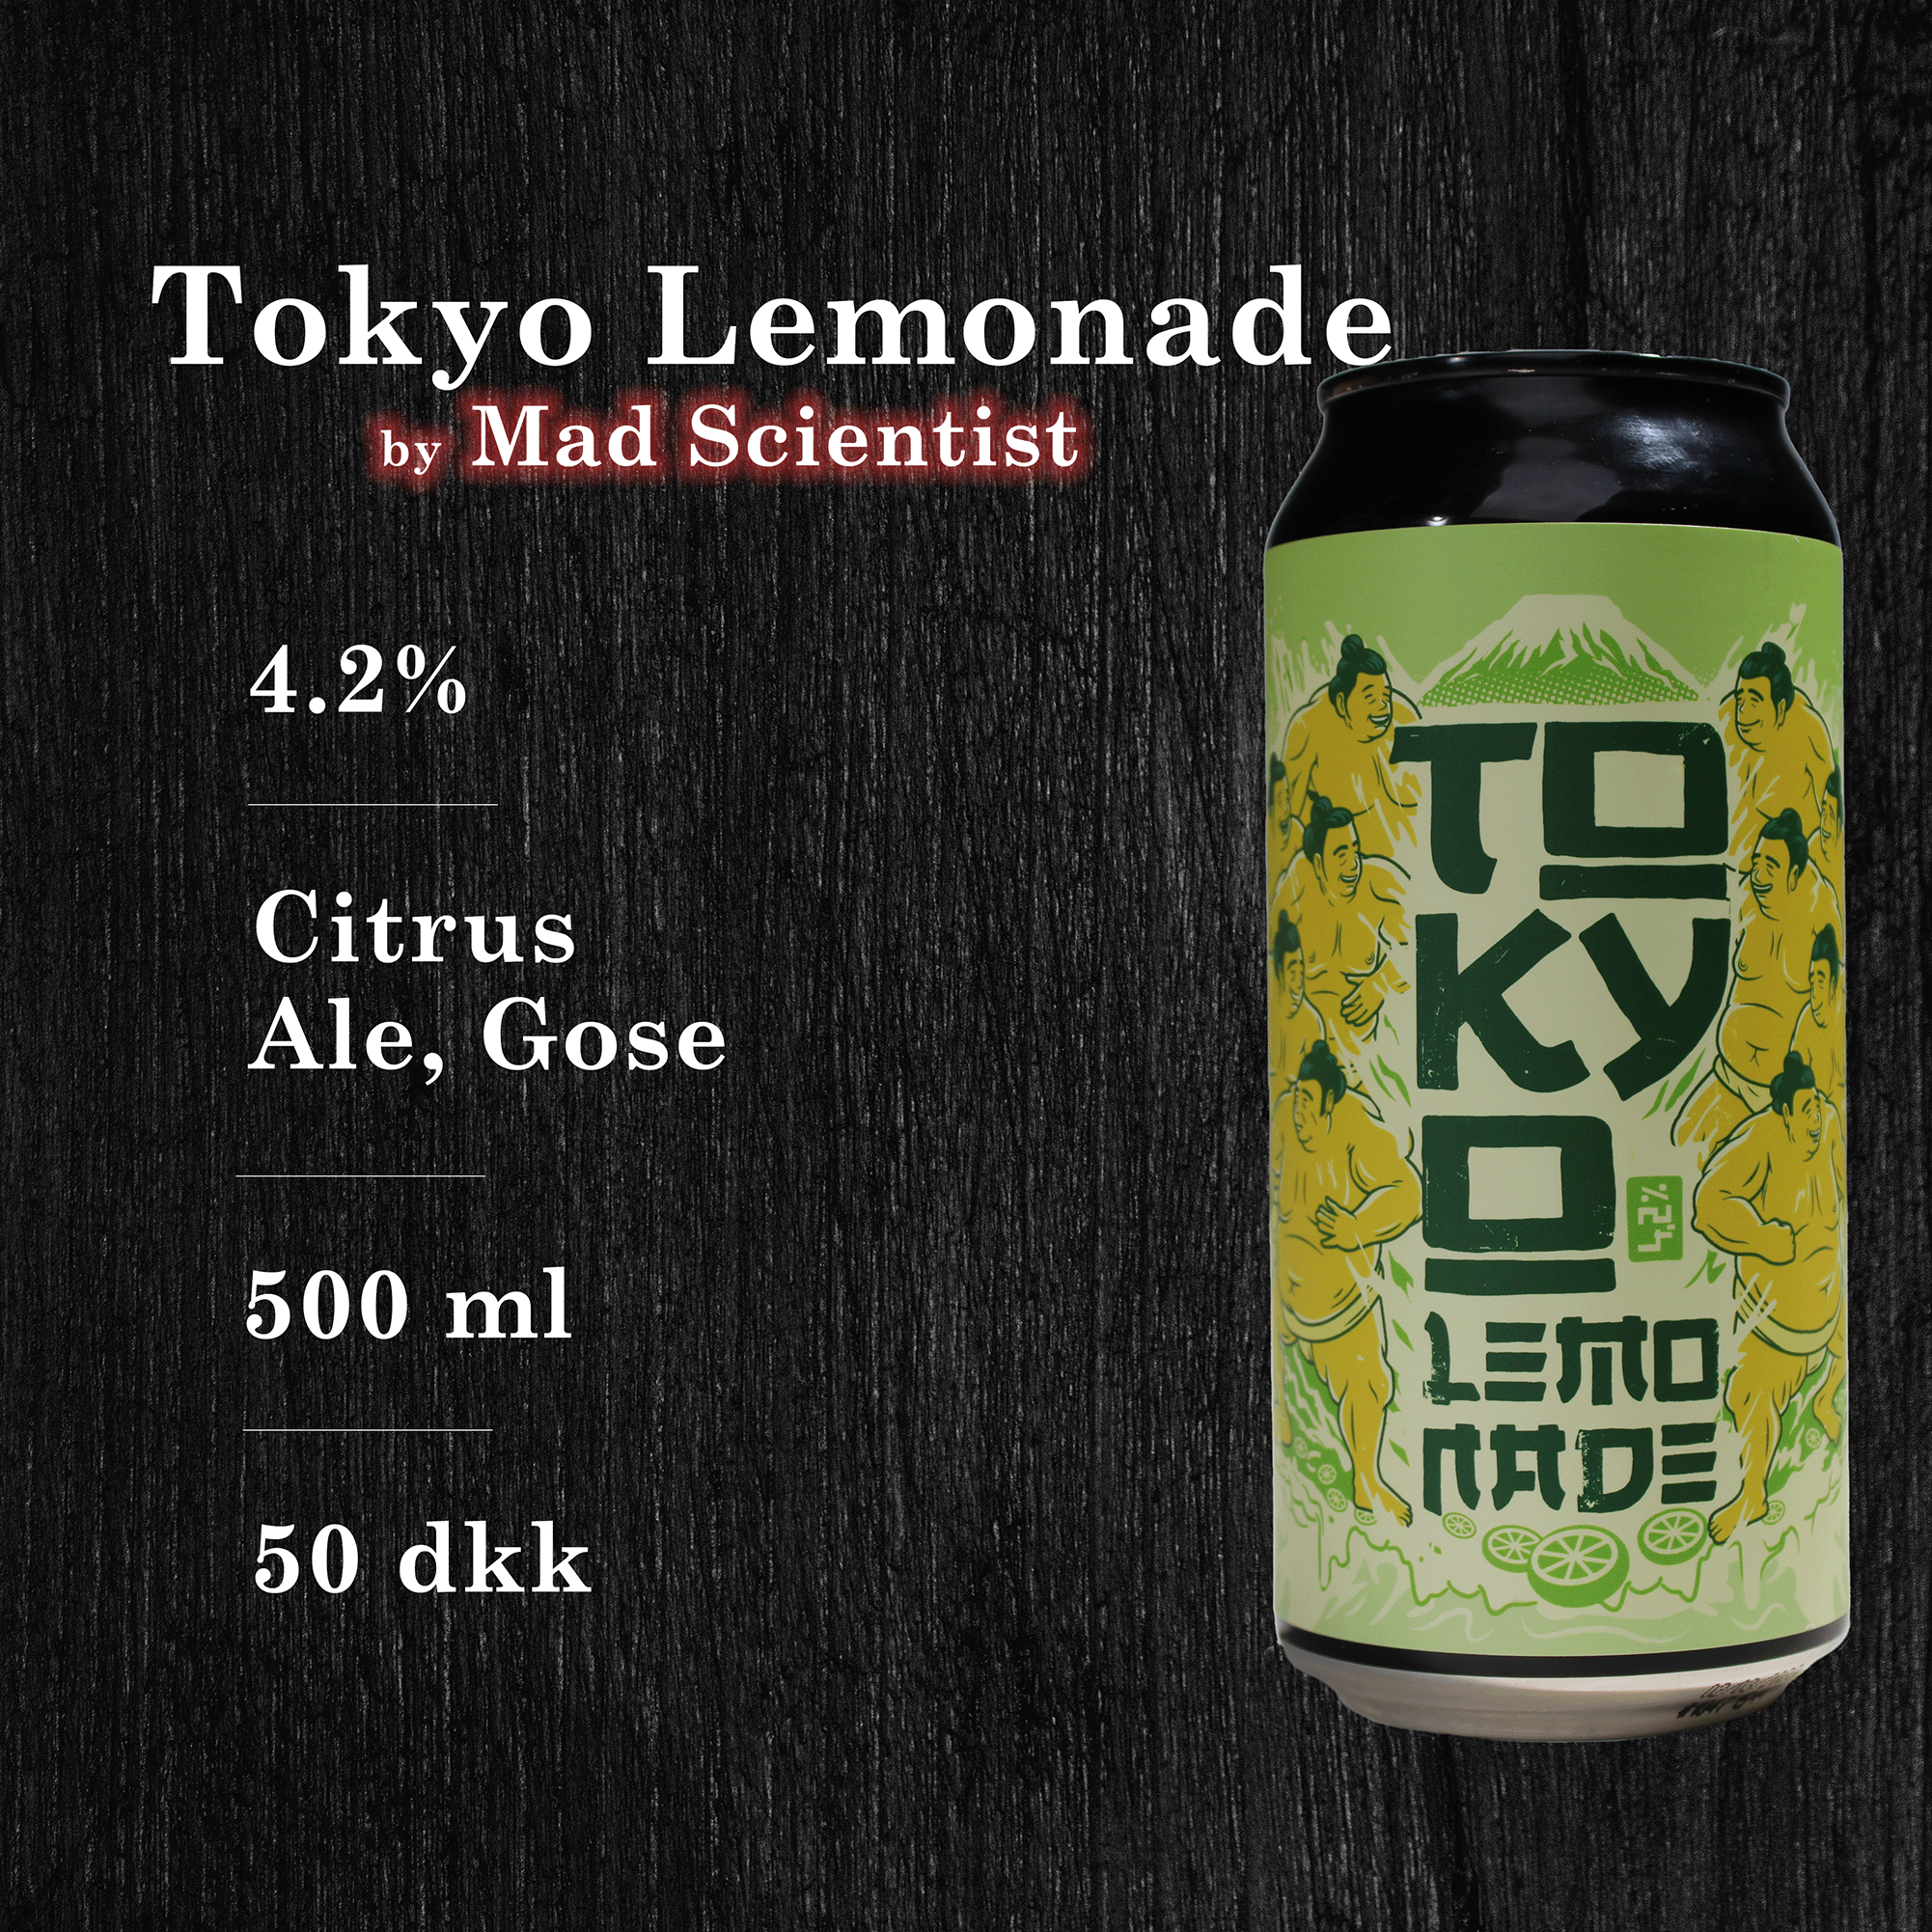 Tokyo Lemonade
by Mad Scientist
4.2%
Citrus
Ale, Gose
500 ml
50 dkk
TO
KY
O
4.2%
LEMO
NADE